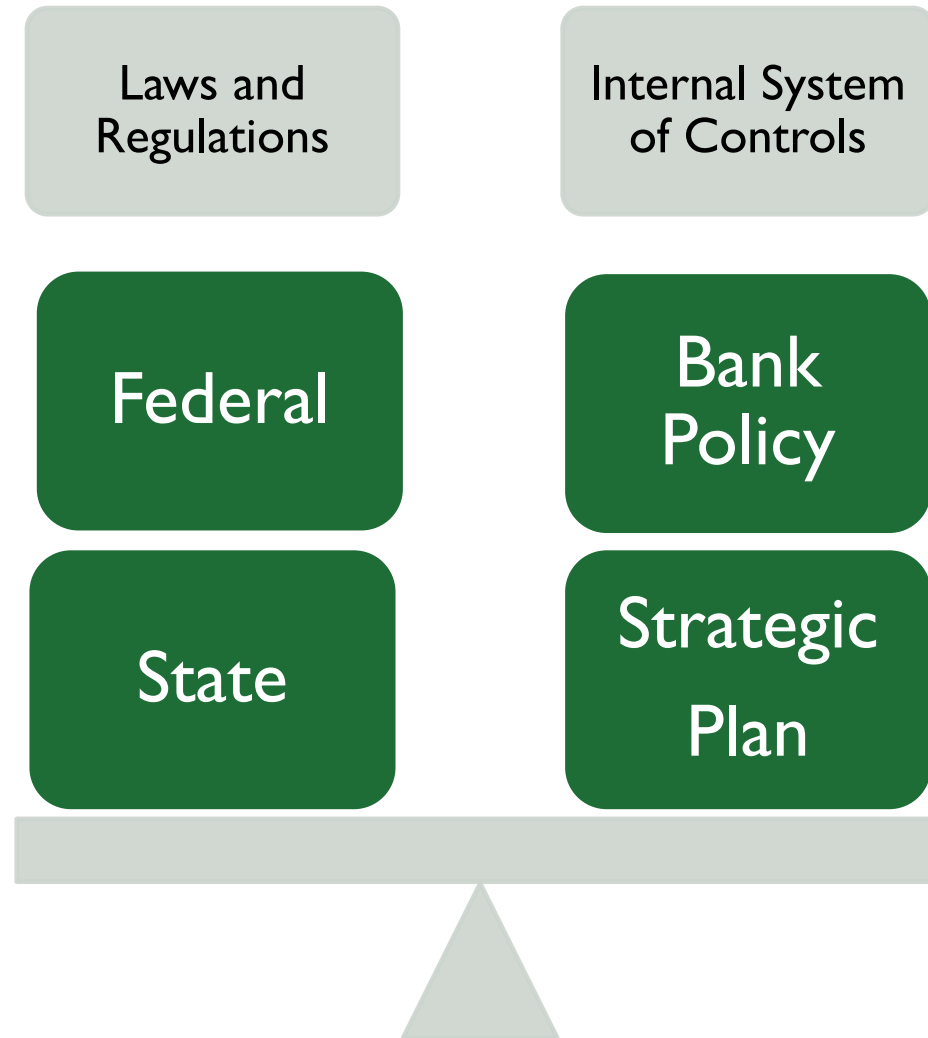 Laws and
Regulations
Internal System
of Controls
Federal
Bank
Policy
State
Strategic
Plan